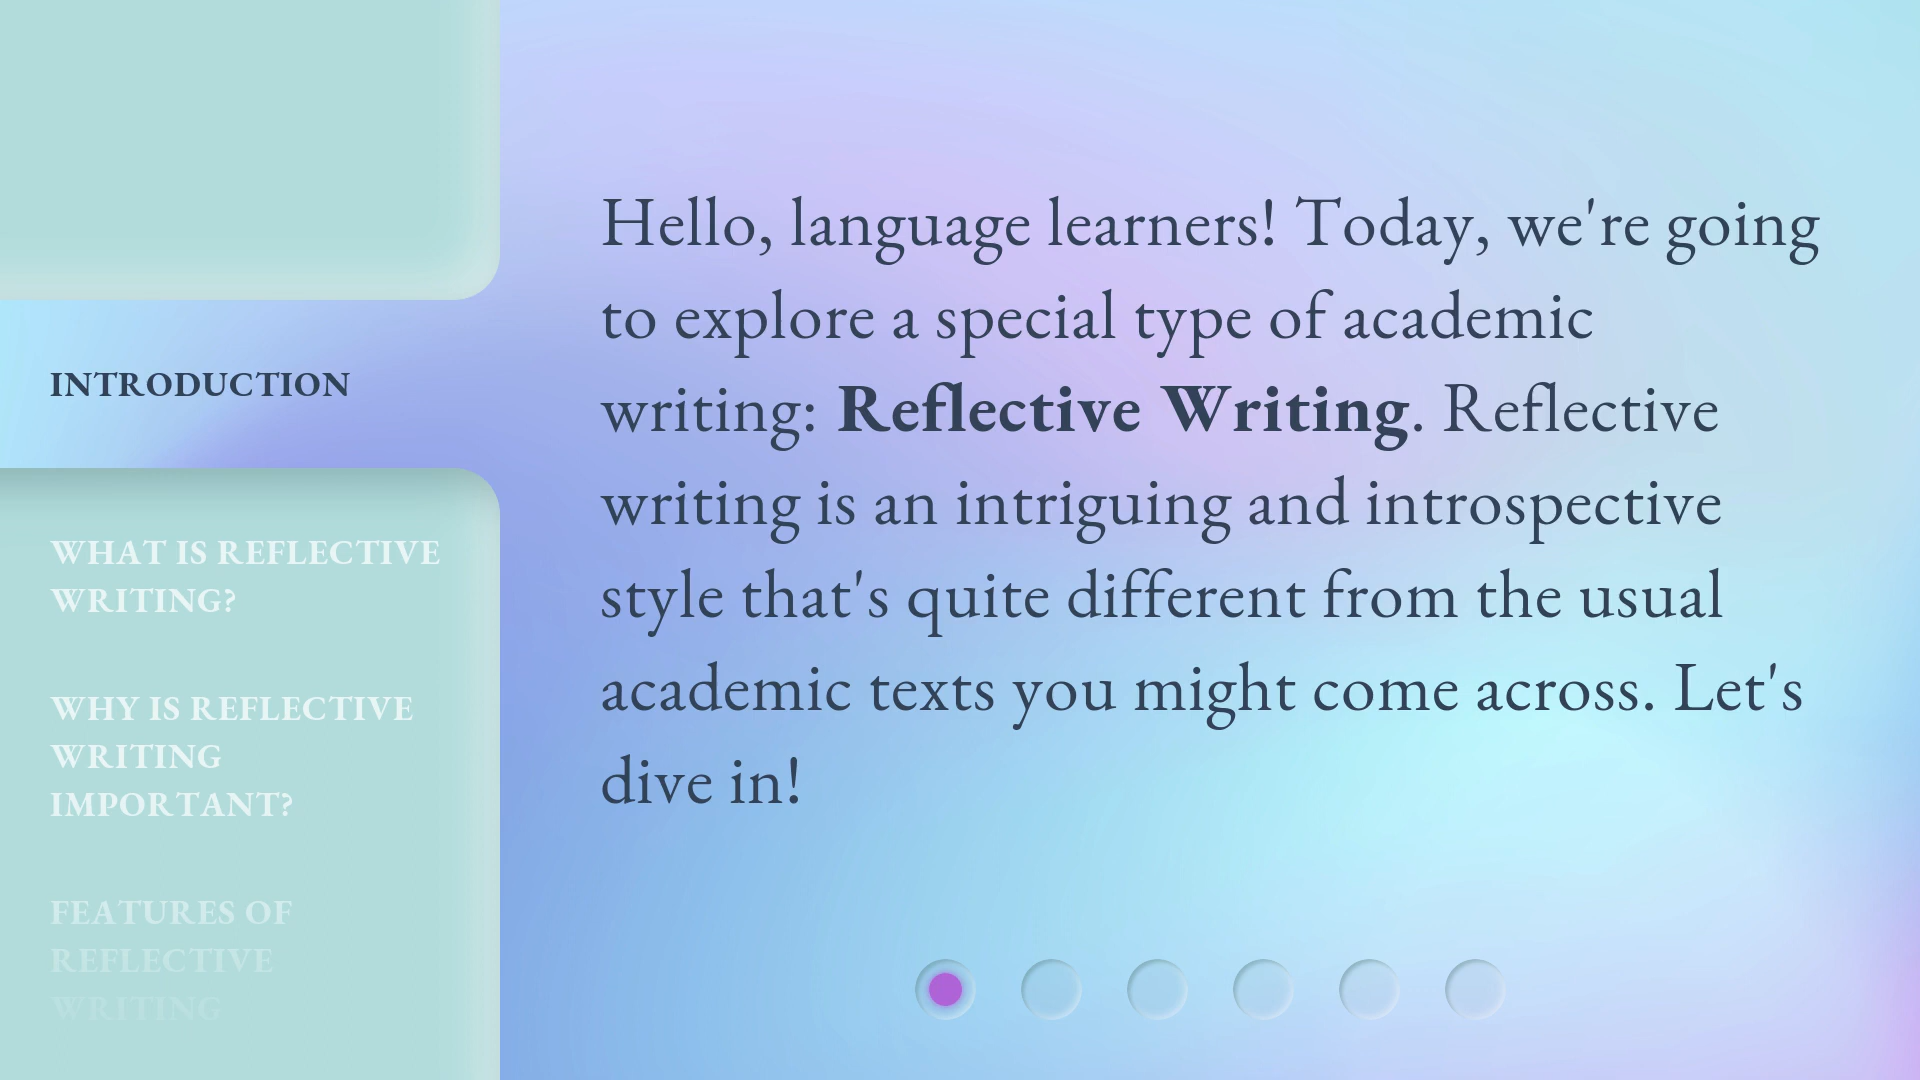 INTRODUCTION
WHAT IS REFLECTIVE
WRITING?
WHY IS REFLECTIVE
WRITING
IMPORTANT?
FEATURES OF
REFLECTIVE
WRITING
Hello, language learners! Today, we're going
to explore a special type of academic
writing: Reflective Writing. Reflective
writing is an intriguing and introspective
style that's quite different from the usual
academic texts you might come across. Let's
dive in!